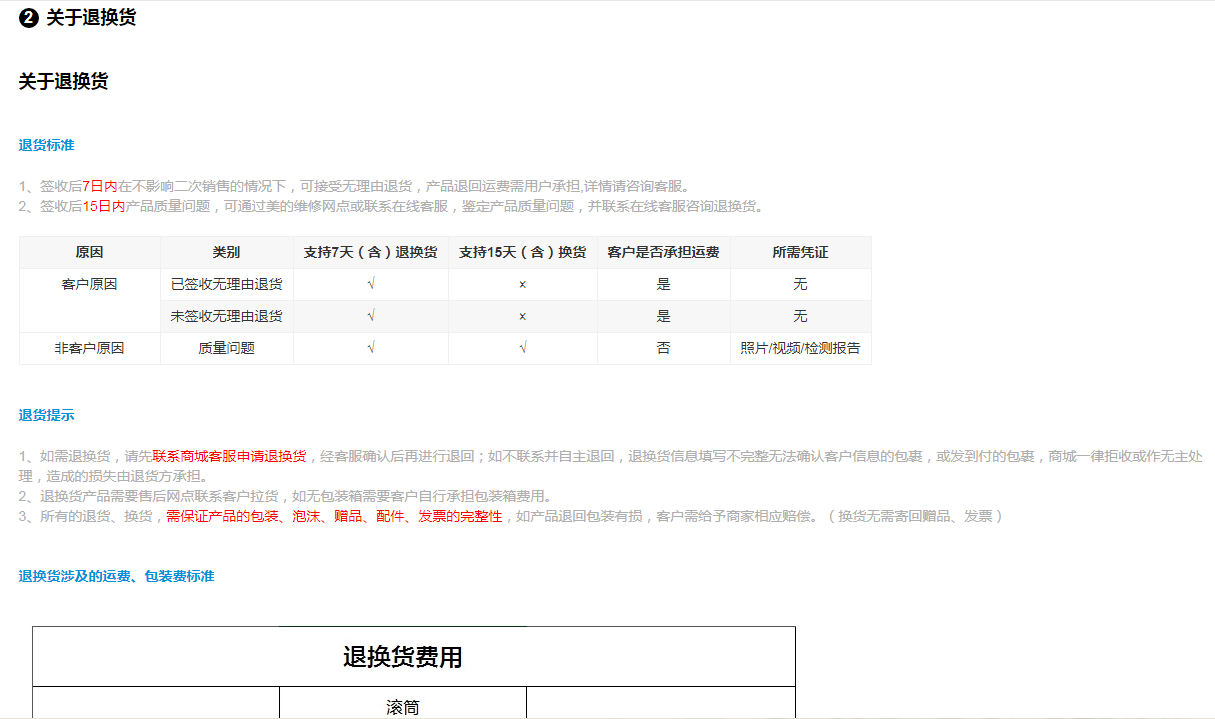 ❷ 关于退换货
关于退换货
退货标准
1、签收后7日内在不影响二次销售的情况下，可接受无理由退货，产品退回运费需用户承担,详情请咨询客服。
2、签收后15日内产品质量问题，可通过美的维修网点或联系在线客服，鉴定产品质量问题，并联系在线客服咨询退换货。
原因 类别 支持7天（含）退换货 支持15天（含）换货 客户是否承担运费 所需凭证
客户原因 已签收无理由退货 √ × 是 无
未签收无理由退货 √ × 是 无
非客户原因 质量问题 √ √ 否 照片/视频/检测报告
退货提示
1、如需退换货，请先联系商城客服申请退换货，经客服确认后再进行退回；如不联系并自主退回，退换货信息填写不完整无法确认客户信息的包裹，或发到付的包裹，商城一律拒收或作无主处
理，造成的损失由退货方承担。
2、退换货产品需要售后网点联系客户拉货，如无包装箱需要客户自行承担包装箱费用。
3、所有的退货、换货，需保证产品的包装、泡沫、赠品、配件、发票的完整性，如产品退回包装有损，客户需给予商家相应赔偿。（换货无需寄回赠品、发票）
退换货涉及的运费、包装费标准
退换货费用
滚筒